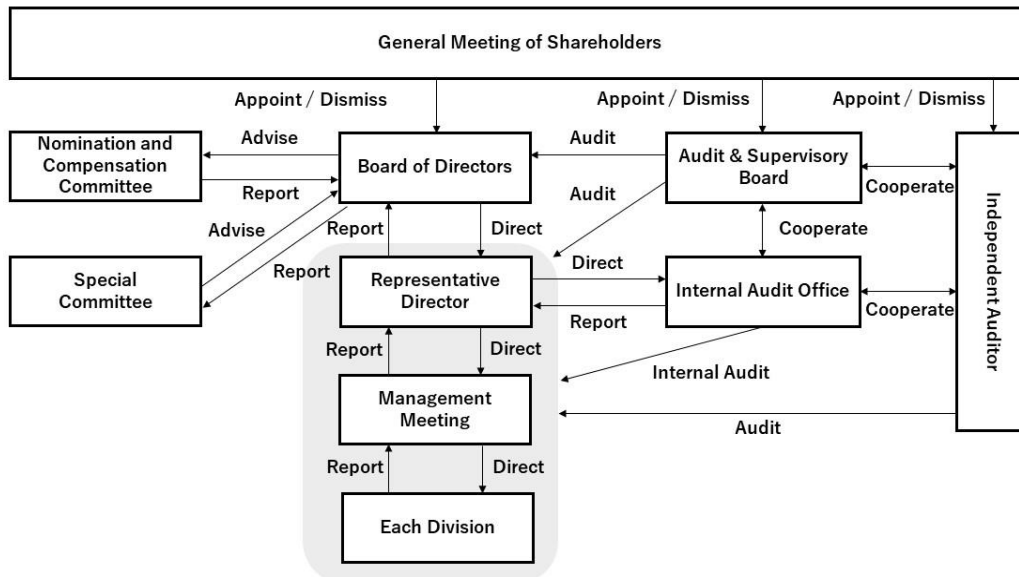 General Meeting of Shareholders
Appoint / Dismiss
Appoint / Dismiss
Appoint / Dismiss
Nomination and
Compensation
Committee
Advise
Report
Board of Directors
Audit
Audit & Supervisory
Board
Cooperate
Independent Auditor
Advise
Report
Report
Direct
Audit
Cooperate
Special
Committee
Representative
Director
Direct
Report
Internal Audit Office
Cooperate
Report
Direct
Internal Audit
Management
Meeting
Audit
Report
Direct
Each Division